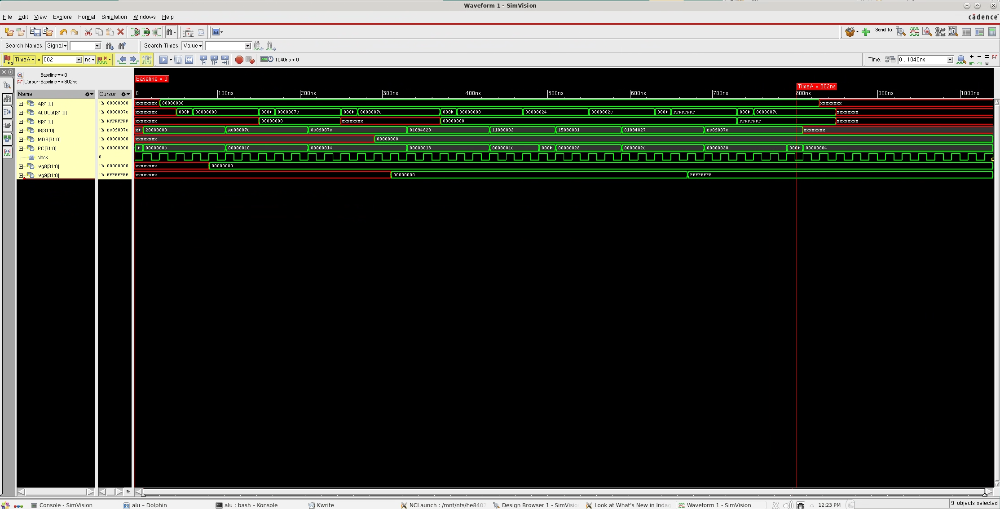 Waveform 1 - SimVision
File Edit View Explore Format Simulation Windows Help
cādence
Send To:
Search Names: Signal Search Times: Value
TimeA = 802 ns 1040ns + 0 Time: 0 : 1040ns
Baseline = 0
Cursor-Baseline = 802ns
Baseline = 0
TimeA = 802ns
Name Cursor 0 100ns 200ns 300ns 400ns 500ns 600ns 700ns 800ns 900ns 1000ns
A[31:0] 'h 00000000 xxxxxxxx 00000000 xxxxxxxx
ALUOut[31:0] 'h 0000007C xxxxxxxx 000 00000000 000 0000007C 000 0000007C 000 00000000 00000024 0000002C 000 FFFFFFFF 000 0000007C xxxxxxxx
B[31:0] 'h FFFFFFFF xxxxxxxx 00000000 xxxxxxxx 00000000 FFFFFFFF xxxxxxxx
IR[31:0] 'h EC09007C x 20080000 AC08007C 8C09007C 01094820 11090002 15090001 01094827 EC09007C xxxxxxxx
MDR[31:0] 'h 00000000 xxxxxxxx 00000000
PC[31:0] 'h 00000000 0000000C 00000010 00000014 00000018 0000001C 000 00000028 0000002C 00000030 000 00000004
clock 0
reg8[31:0] 'h 00000000 xxxxxxxx 00000000
reg9[31:0] 'h FFFFFFFF xxxxxxxx 00000000 FFFFFFFF
9 objects selected
Console - SimVision alu – Dolphin alu : bash – Konsole Kwrite NCLaunch : /mnt/nfs/he8407 Design Browser 1 - SimVisio Look at What's New in Indag Waveform 1 - SimVision 12:23 PM